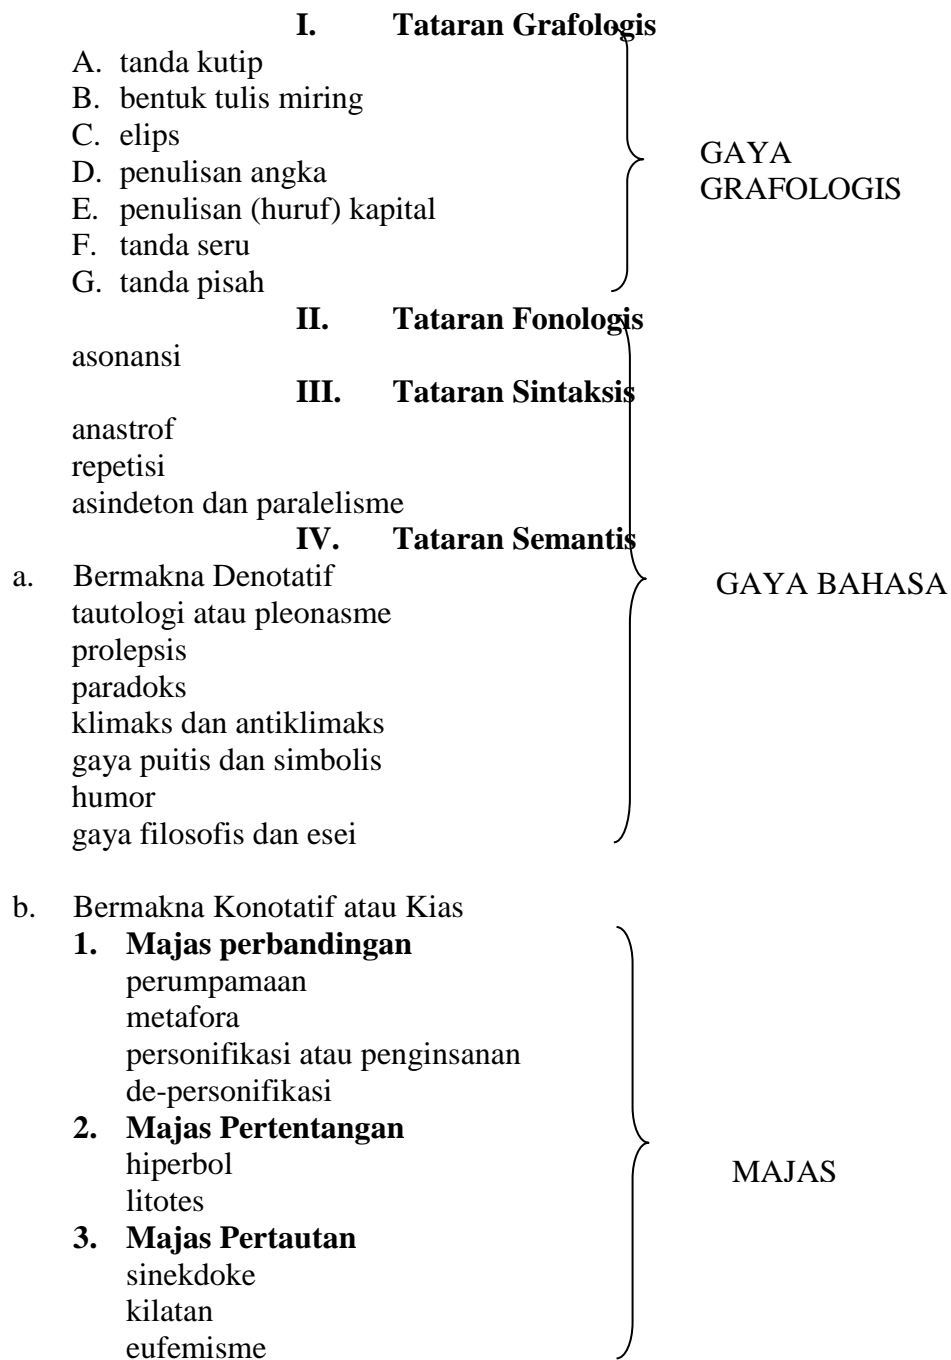 I. Tataran Grafologis
A. tanda kutip
B. bentuk tulis miring
C. elips
D. penulisan angka
E. penulisan (huruf) kapital
F. tanda seru
G. tanda pisah
GAYA
GRAFOLOGIS
II. Tataran Fonologis
asonansi
III. Tataran Sintaksis
anastrof
repetisi
asindeton dan paralelisme
IV. Tataran Semantis
a. Bermakna Denotatif
tautologi atau pleonasme
prolepsis
paradoks
klimaks dan antiklimaks
gaya puitis dan simbolis
humor
gaya filosofis dan esei
GAYA BAHASA
b. Bermakna Konotatif atau Kias
1. Majas perbandingan
perumpamaan
metafora
personifikasi atau penginsanan
de-personifikasi
2. Majas Pertentangan
hiperbol
litotes
3. Majas Pertautan
sinekdoke
kilatan
eufemisme
MAJAS